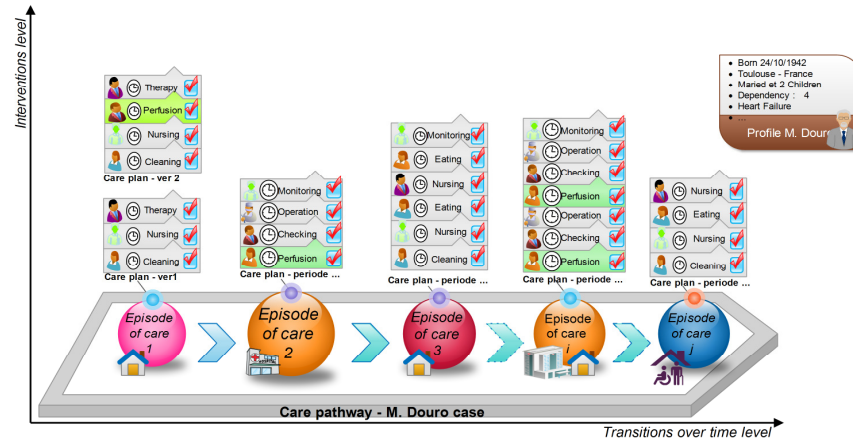 Interventions level
Born 24/10/1942
Toulouse - France
Maried et 2 Children
Dependency : 4
Heart Failure
...
Profile M. Douro
Therapy
Perfusion
Nursing
Cleaning
Care plan - ver 2
Therapy
Nursing
Cleaning
Care plan - ver1
Monitoring
Operation
Checking
Perfusion
Care plan - periode ...
Monitoring
Eating
Nursing
Eating
Nursing
Cleaning
Care plan - periode ...
Monitoring
Operation
Checking
Perfusion
Operation
Checking
Perfusion
Care plan - periode ...
Nursing
Eating
Nursing
Cleaning
Care plan - periode ...
Episode
of care
1
Episode
of care
2
Episode
of care
3
Episode
of care
i
Episode
of care
j
Care pathway - M. Douro case
Transitions over time level